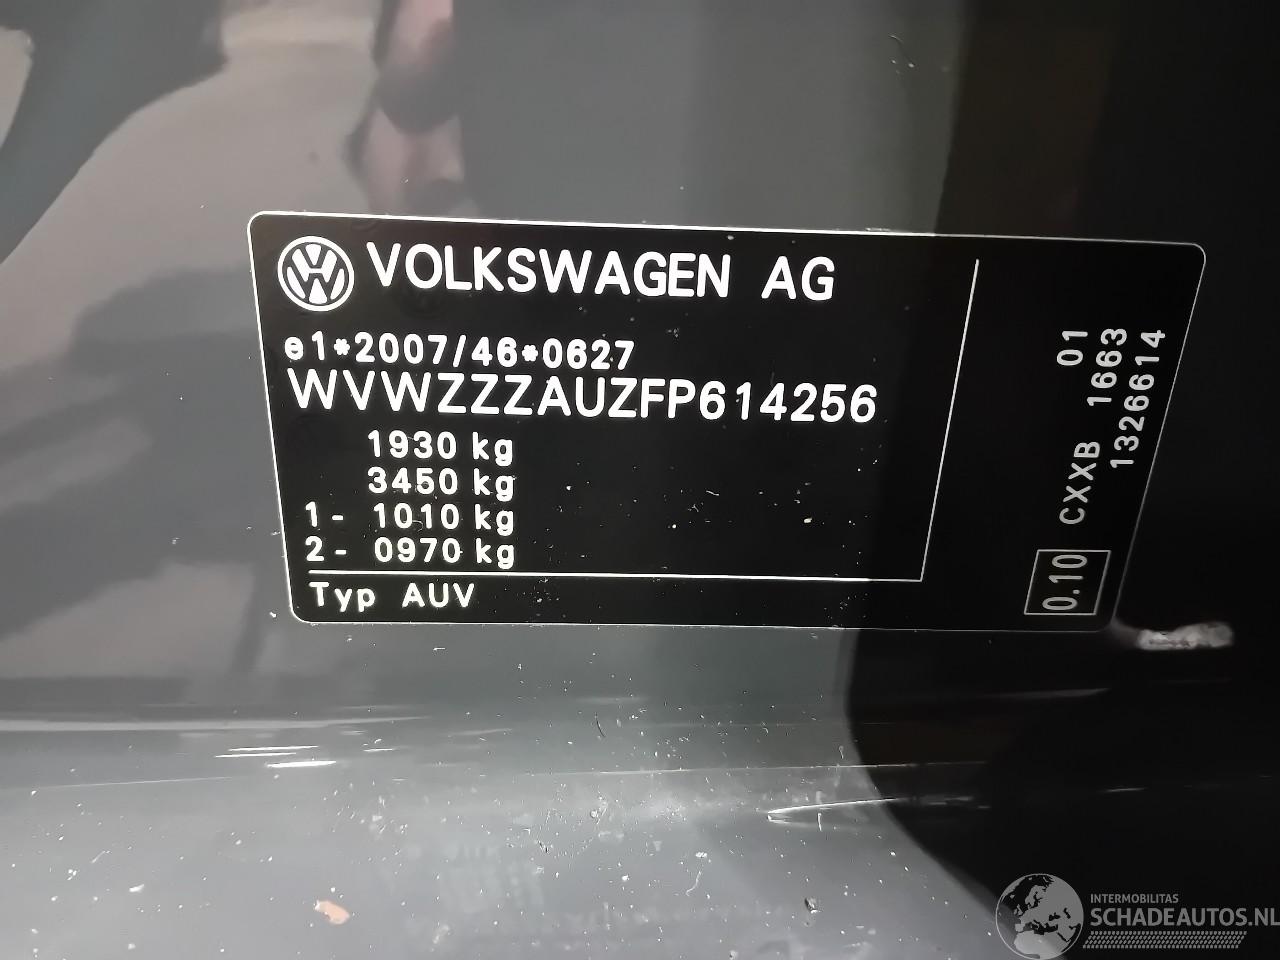 VOLKSWAGEN AG
e1*2007/46*0627
WVWZZZAUZFP614256
1930 kg
3450 kg
1- 1010 kg
2- 0970 kg
Typ AUV
01
CXXB 1663
1326614
0.10
INTERMOBILITAS
SCHADEAUTOS.NL